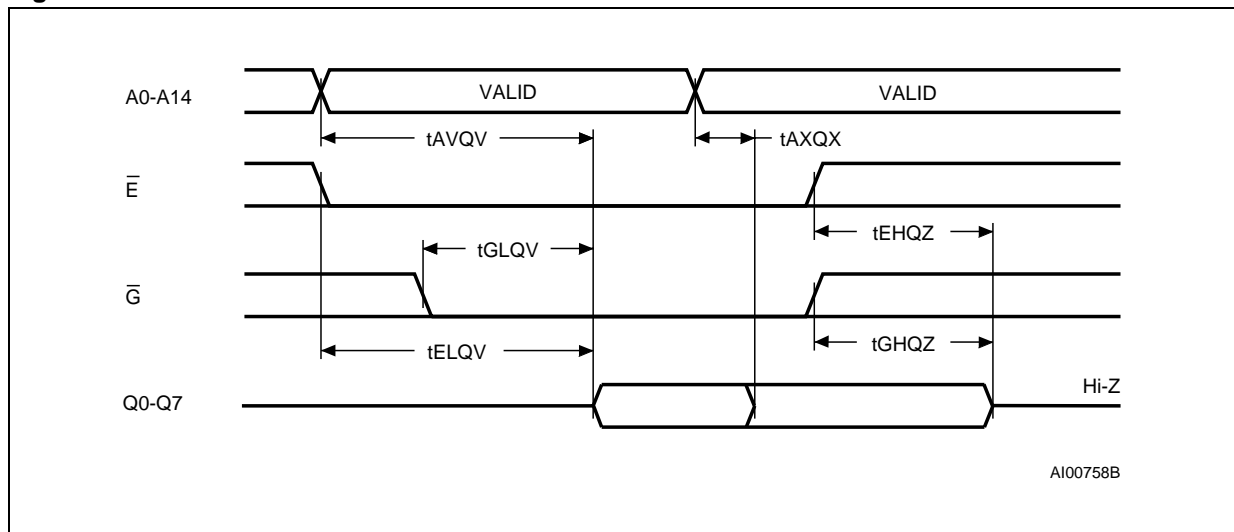 A0-A14
VALID
VALID
tAVQV
tAXQX
E̅
tEHQZ
tGLQV
G̅
tGHQZ
tELQV
Hi-Z
Q0-Q7
AI00758B